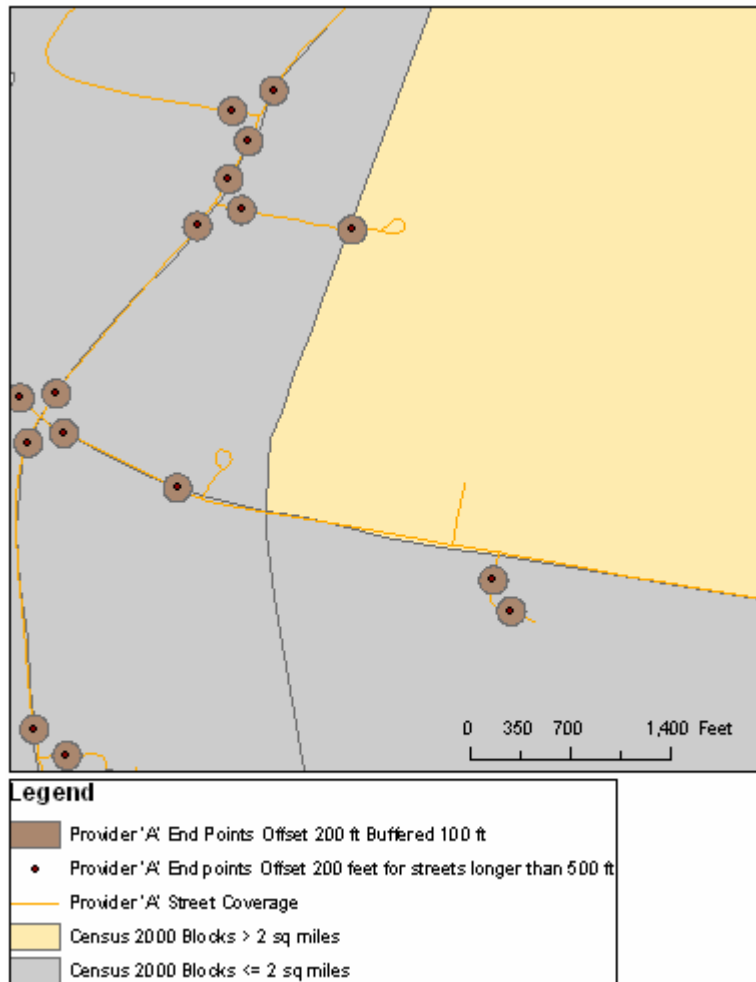 0 350 700 1,400 Feet
Legend
Provider 'A' End Points Offset 200 ft Buffered 100 ft
Provider 'A' End points Offset 200 feet for streets longer than 500 ft
Provider 'A' Street Coverage
Census 2000 Blocks > 2 sq miles
Census 2000 Blocks <= 2 sq miles